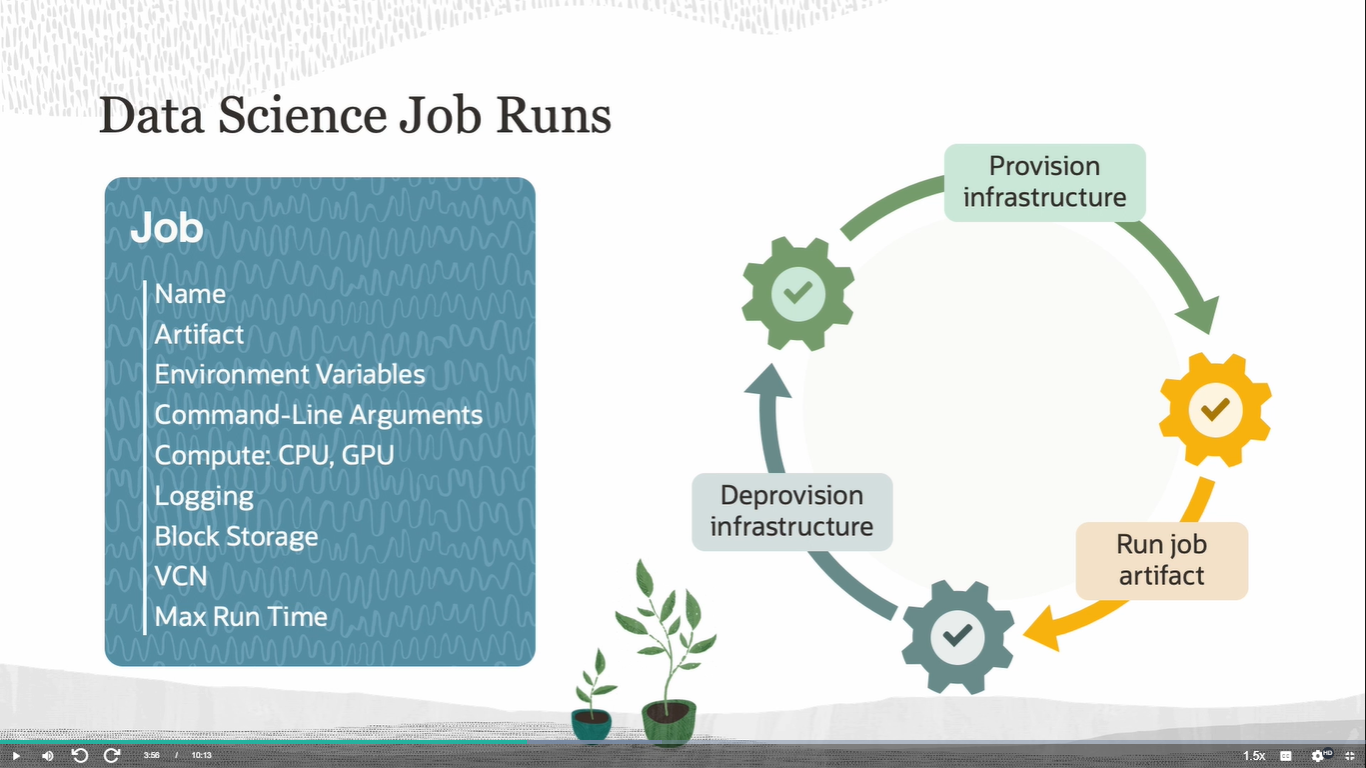 Data Science Job Runs
Job
Name
Artifact
Environment Variables
Command-Line Arguments
Compute: CPU, GPU
Logging
Block Storage
VCN
Max Run Time
Provision
infrastructure
Run job
artifact
Deprovision
infrastructure
3:56 / 10:13
1.5x
HD